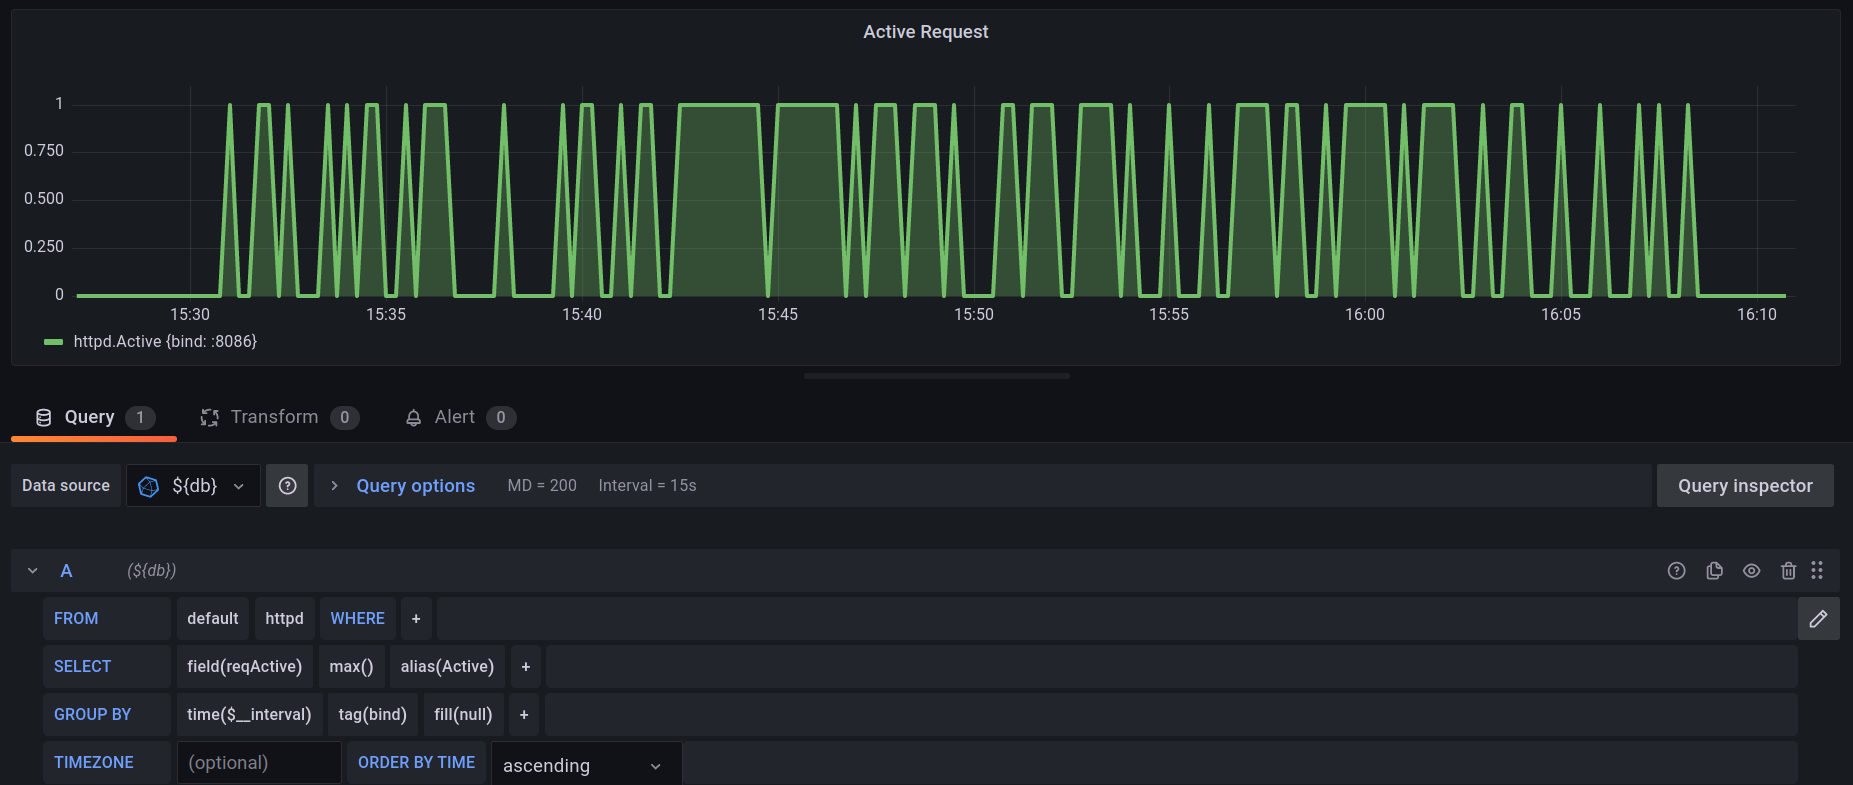 Active Request
1
0.750
0.500
0.250
0
15:30 15:35 15:40 15:45 15:50 15:55 16:00 16:05 16:10
httpd.Active {bind: :8086}
Query 1 Transform 0 Alert 0
Data source ${db} Query options MD = 200 Interval = 15s Query inspector
A (${db})
FROM default httpd WHERE +
SELECT field(reqActive) max() alias(Active) +
GROUP BY time($__interval) tag(bind) fill(null) +
TIMEZONE (optional) ORDER BY TIME ascending